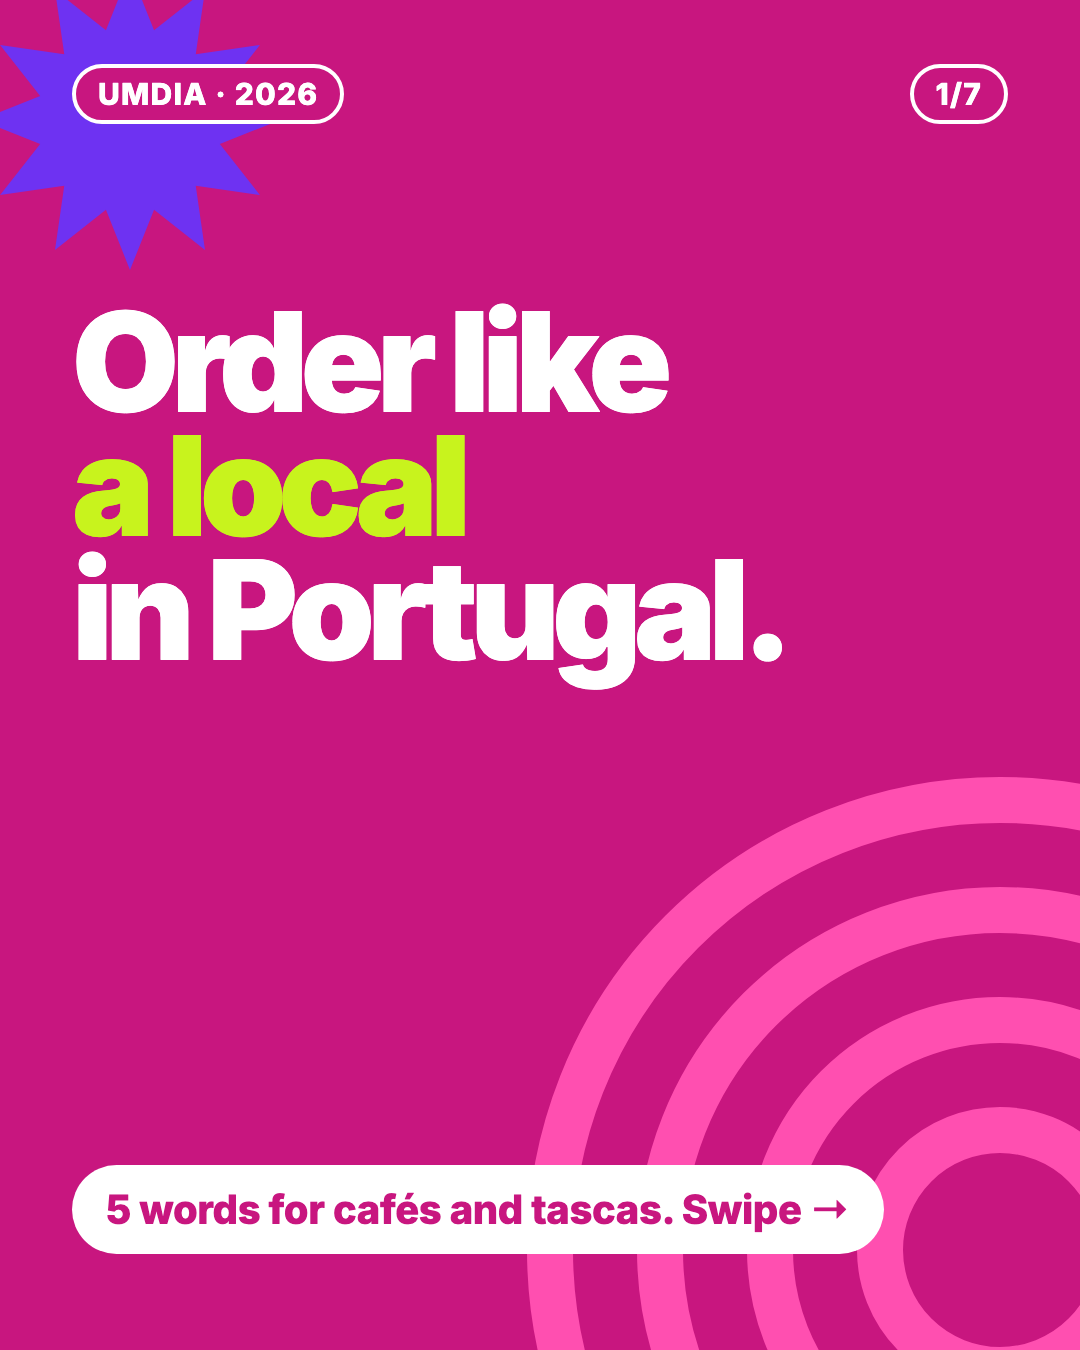 UMDIA · 2026
1/7
Order like
a local
in Portugal.
5 words for cafés and tascas. Swipe →